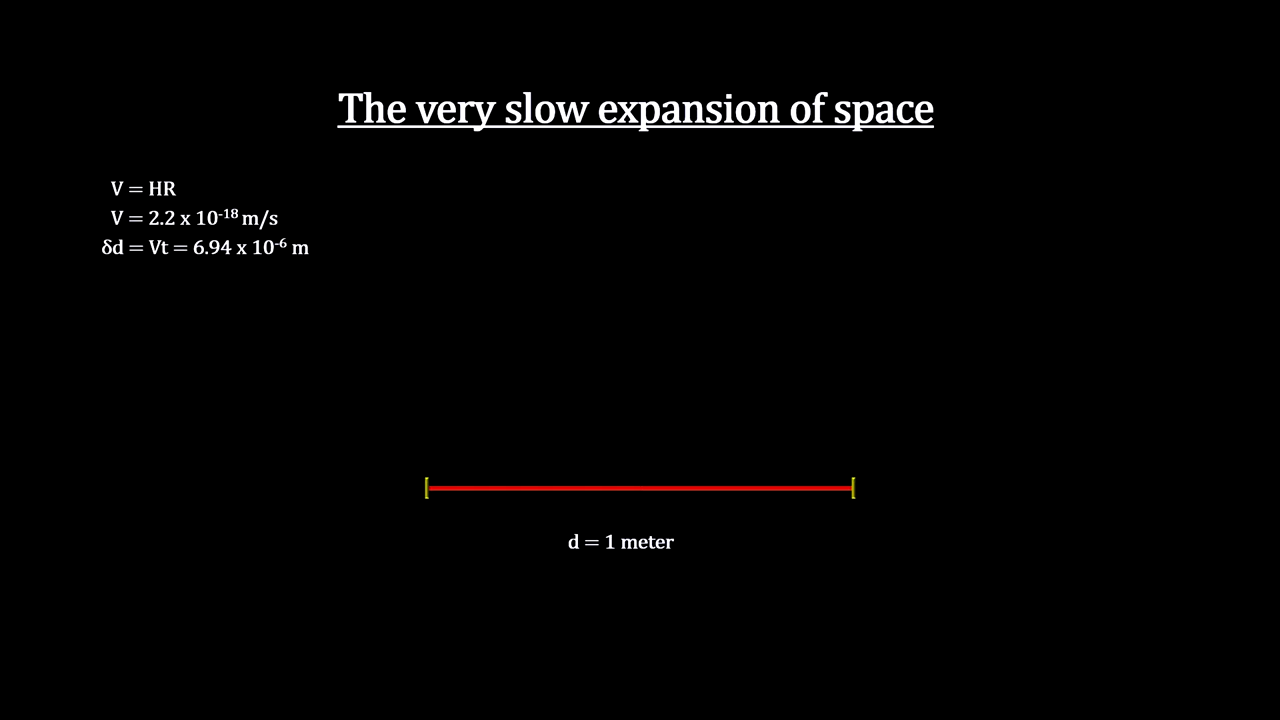 The very slow expansion of space
V = HR
V = 2.2 x 10⁻¹⁸ m/s
δd = Vt = 6.94 x 10⁻⁶ m
d = 1 meter